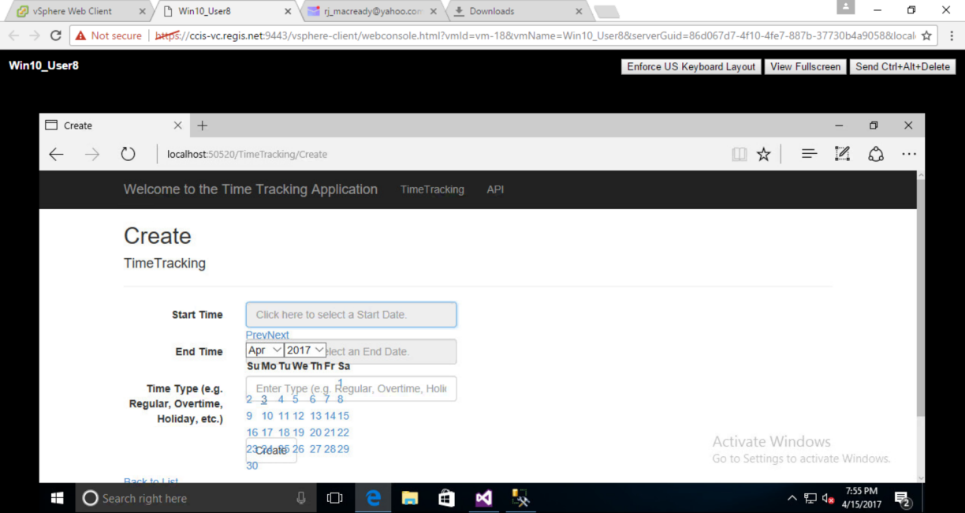 vSphere Web Client
Win10_User8
rj_macready@yahoo.com
Downloads
Not secure | https://ccis-vc.regis.net:9443/vsphere-client/webconsole.html?vmId=vm-18&vmName=Win10_User8&serverGuid=86d067d7-4f10-4fe7-887b-37730b4a9058&local
Win10_User8
Enforce US Keyboard Layout
View Fullscreen
Send Ctrl+Alt+Delete
Create
localhost:50520/TimeTracking/Create
Welcome to the Time Tracking Application TimeTracking API
Create
TimeTracking
Start Time
Click here to select a Start Date.
PrevNext
End Time
Apr 2017 elect an End Date.
Su Mo Tu We Th Fr Sa
Time Type (e.g. Regular, Overtime, Holiday, etc.)
Enter Type (e.g. Regular, Overtime, Holi
1
2 3 4 5 6 7 8
9 10 11 12 13 14 15
16 17 18 19 20 21 22
23 24 25 26 27 28 29
Create
30
Back to List
Activate Windows
Go to Settings to activate Windows.
Search right here
7:55 PM
4/15/2017
2